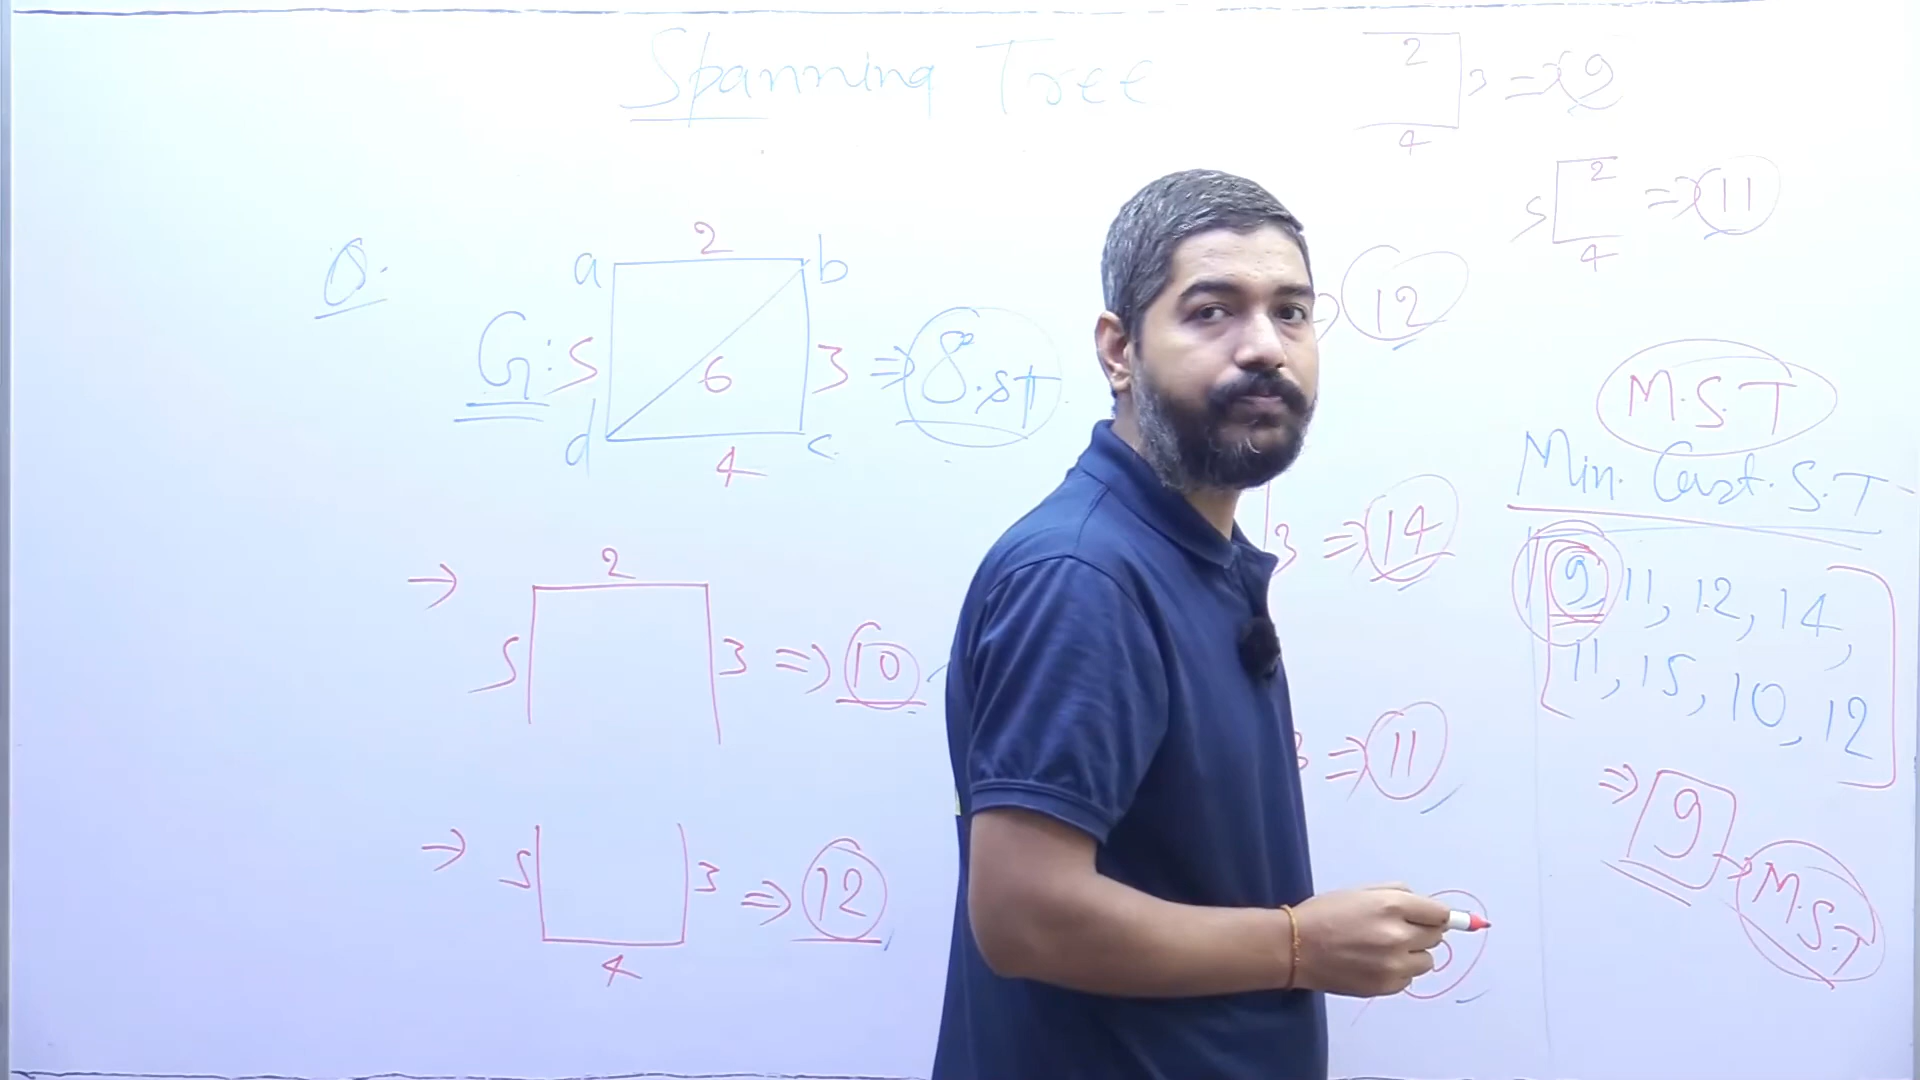 Spanning Tree
2
3 => 9
4
2
5 => 11
4
Q.
2
a b
G: 5 6 3 => 8.ST
d c
4
12
M.S.T
Min. Cost. S.T
9, 11, 12, 14,
11, 15, 10, 12
=> 9 -> M.S.T
-> 2
5 3 => 10
3 => 14
3 => 11
-> 5 3 => 12
4